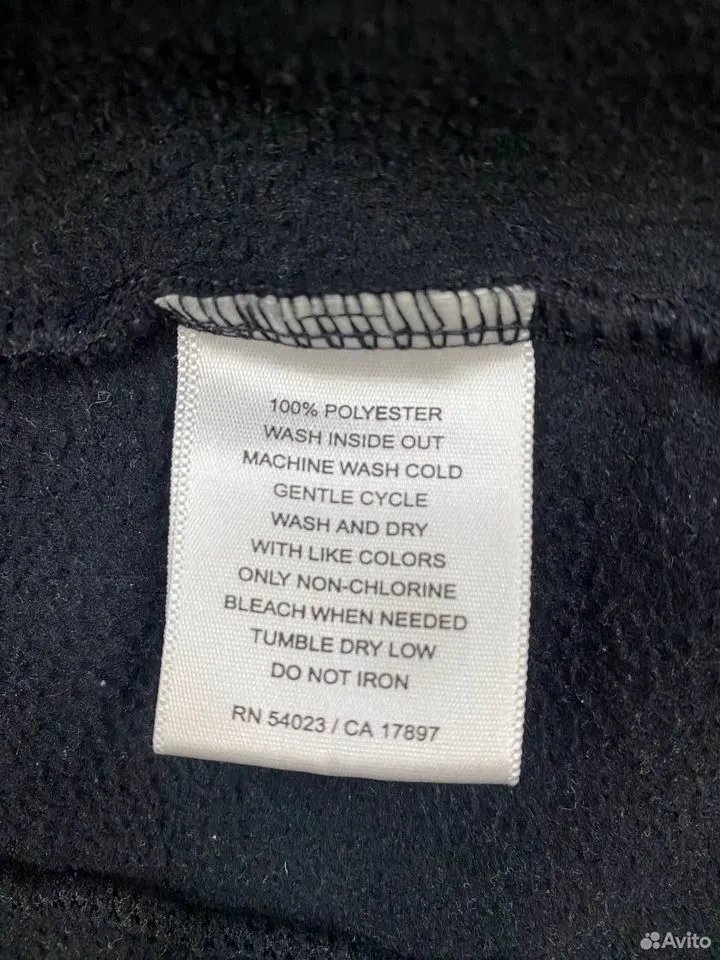 100% POLYESTER
WASH INSIDE OUT
MACHINE WASH COLD
GENTLE CYCLE
WASH AND DRY
WITH LIKE COLORS
ONLY NON-CHLORINE
BLEACH WHEN NEEDED
TUMBLE DRY LOW
DO NOT IRON
RN 54023 / CA 17897
Avito